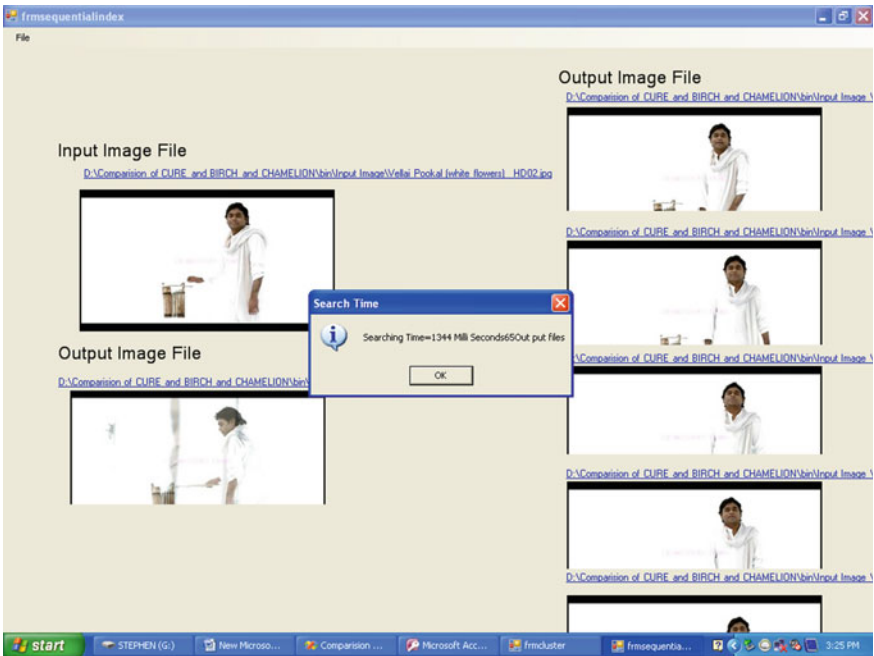 frmsequentialindex
File
Input Image File
D:\Comparision of CURE and BIRCH and CHAMELION\bin\Input Image\Vellai Pookal (white flowers)_ HD02.jpg
Output Image File
D:\Comparision of CURE and BIRCH and CHAMELION\bin\
Output Image File
D:\Comparision of CURE and BIRCH and CHAMELION\bin\Input Image \
D:\Comparision of CURE and BIRCH and CHAMELION\bin\Input Image \
D:\Comparision of CURE and BIRCH and CHAMELION\bin\Input Image \
D:\Comparision of CURE and BIRCH and CHAMELION\bin\Input Image \
D:\Comparision of CURE and BIRCH and CHAMELION\bin\Input Image \
Search Time
Searching Time=1344 Milli Seconds65Out put files
OK
start
STEPHEN (G:)
New Microso...
Comparision ...
Microsoft Acc...
frmcluster
frmsequentia...
3:25 PM